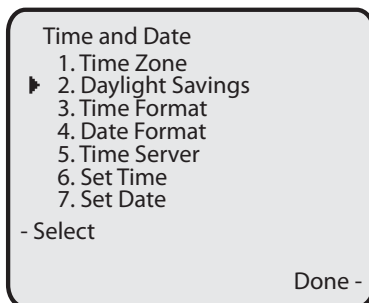 Time and Date
1. Time Zone
2. Daylight Savings
3. Time Format
4. Date Format
5. Time Server
6. Set Time
7. Set Date
- Select
Done -